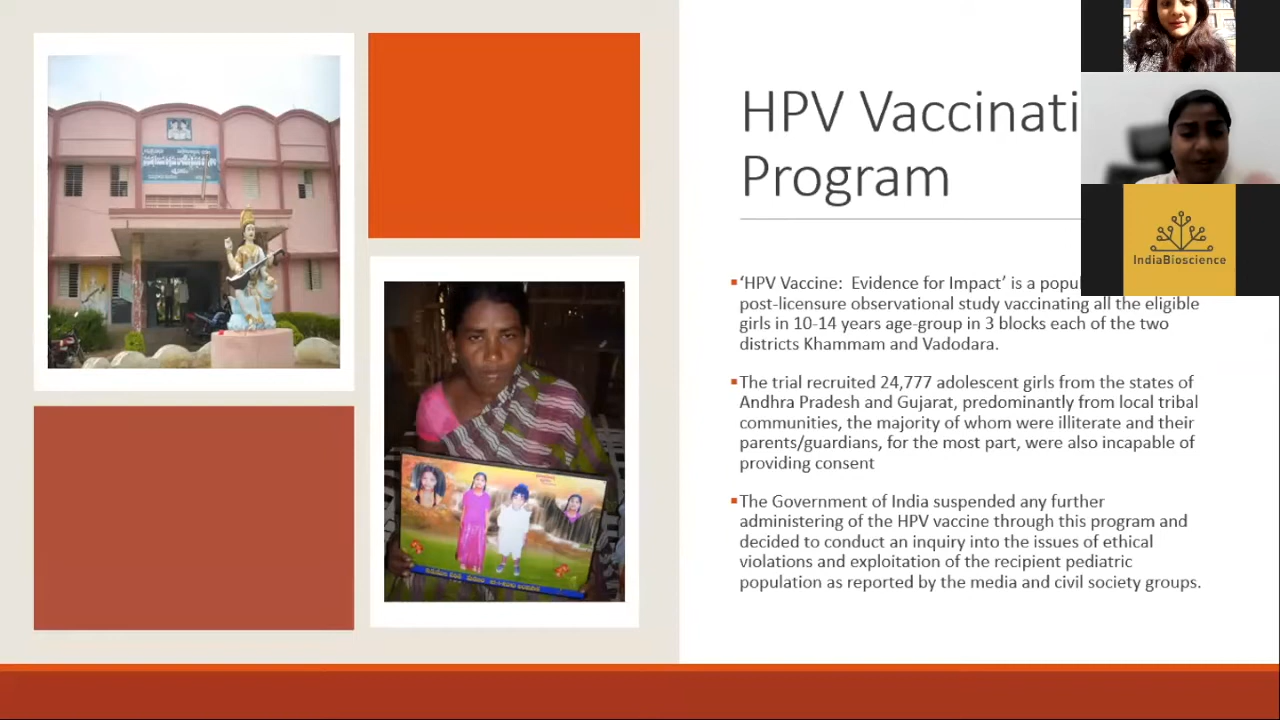 HPV Vaccinati
Program
‘HPV Vaccine: Evidence for Impact’ is a popu
post-licensure observational study vaccinating all the eligible
girls in 10-14 years age-group in 3 blocks each of the two
districts Khammam and Vadodara.
The trial recruited 24,777 adolescent girls from the states of
Andhra Pradesh and Gujarat, predominantly from local tribal
communities, the majority of whom were illiterate and their
parents/guardians, for the most part, were also incapable of
providing consent
The Government of India suspended any further
administering of the HPV vaccine through this program and
decided to conduct an inquiry into the issues of ethical
violations and exploitation of the recipient pediatric
population as reported by the media and civil society groups.
IndiaBioscience